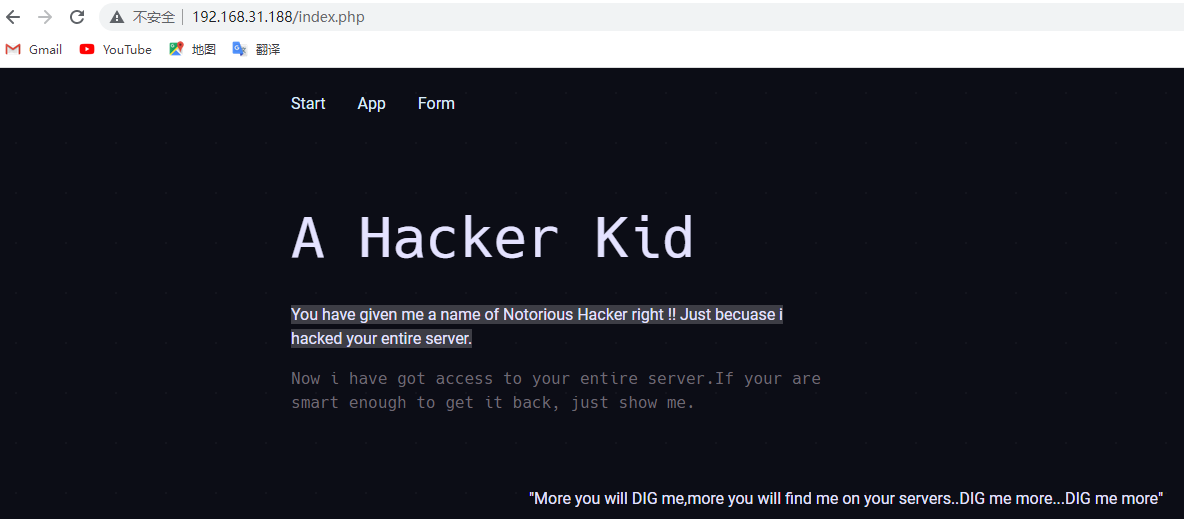 不安全 192.168.31.188/index.php
Gmail YouTube 地图 翻译
Start App Form
A Hacker Kid
You have given me a name of Notorious Hacker right !! Just becuase i
hacked your entire server.
Now i have got access to your entire server.If your are
smart enough to get it back, just show me.
"More you will DIG me,more you will find me on your servers..DIG me more...DIG me more"